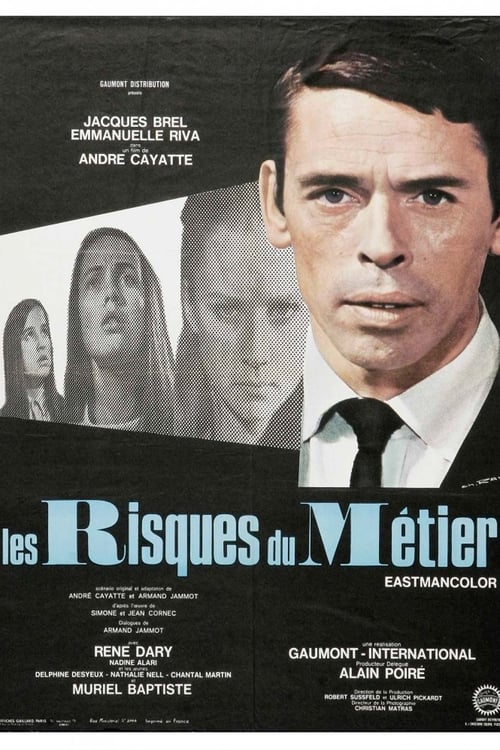 GAUMONT DISTRIBUTION
présente
JACQUES BREL
EMMANUELLE RIVA
dans
un film de
ANDRE CAYATTE
les Risques du Métier
EASTMANCOLOR
scénario original et adaptation de
ANDRÉ CAYATTE et ARMAND JAMMOT
d'après l'œuvre de
SIMONE et JEAN CORNEC
Dialogues de
ARMAND JAMMOT
avec
RENE DARY
NADINE ALARI
et les jeunes
DELPHINE DESYEUX - NATHALIE NELL - CHANTAL MARTIN
et
MURIEL BAPTISTE
une réalisation
GAUMONT - INTERNATIONAL
Producteur Délégué
ALAIN POIRÉ
Direction de la Production
ROBERT SUSSFELD et ULRICH PICKARDT
Directeur de la Photographie
CHRISTIAN MATRAS
GAUMONT
AFFICHES GAILLARD PARIS
Imprimé en France